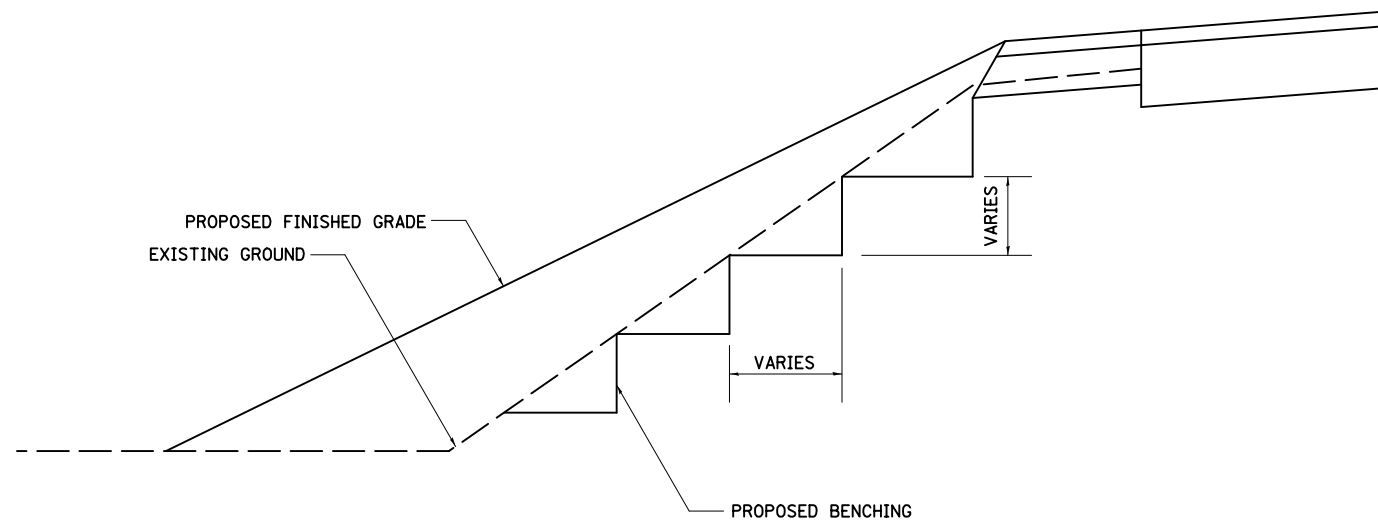 PROPOSED FINISHED GRADE
EXISTING GROUND
VARIES
VARIES
PROPOSED BENCHING